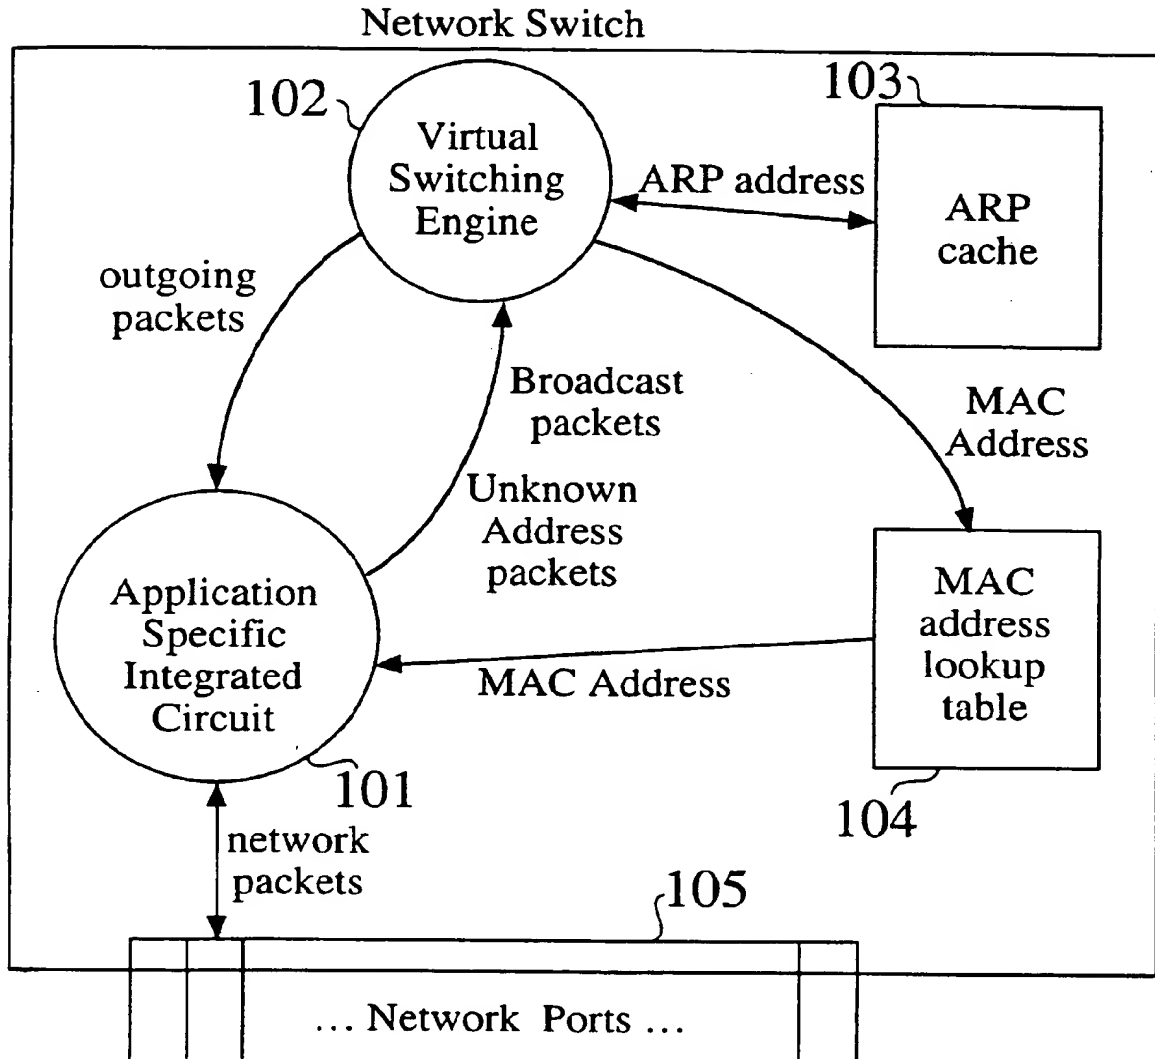 Network Switch
102
Virtual
Switching
Engine
ARP address
103
ARP
cache
outgoing
packets
Broadcast
packets
Unknown
Address
packets
MAC
Address
Application
Specific
Integrated
Circuit
101
MAC Address
MAC
address
lookup
table
104
network
packets
105
... Network Ports ...